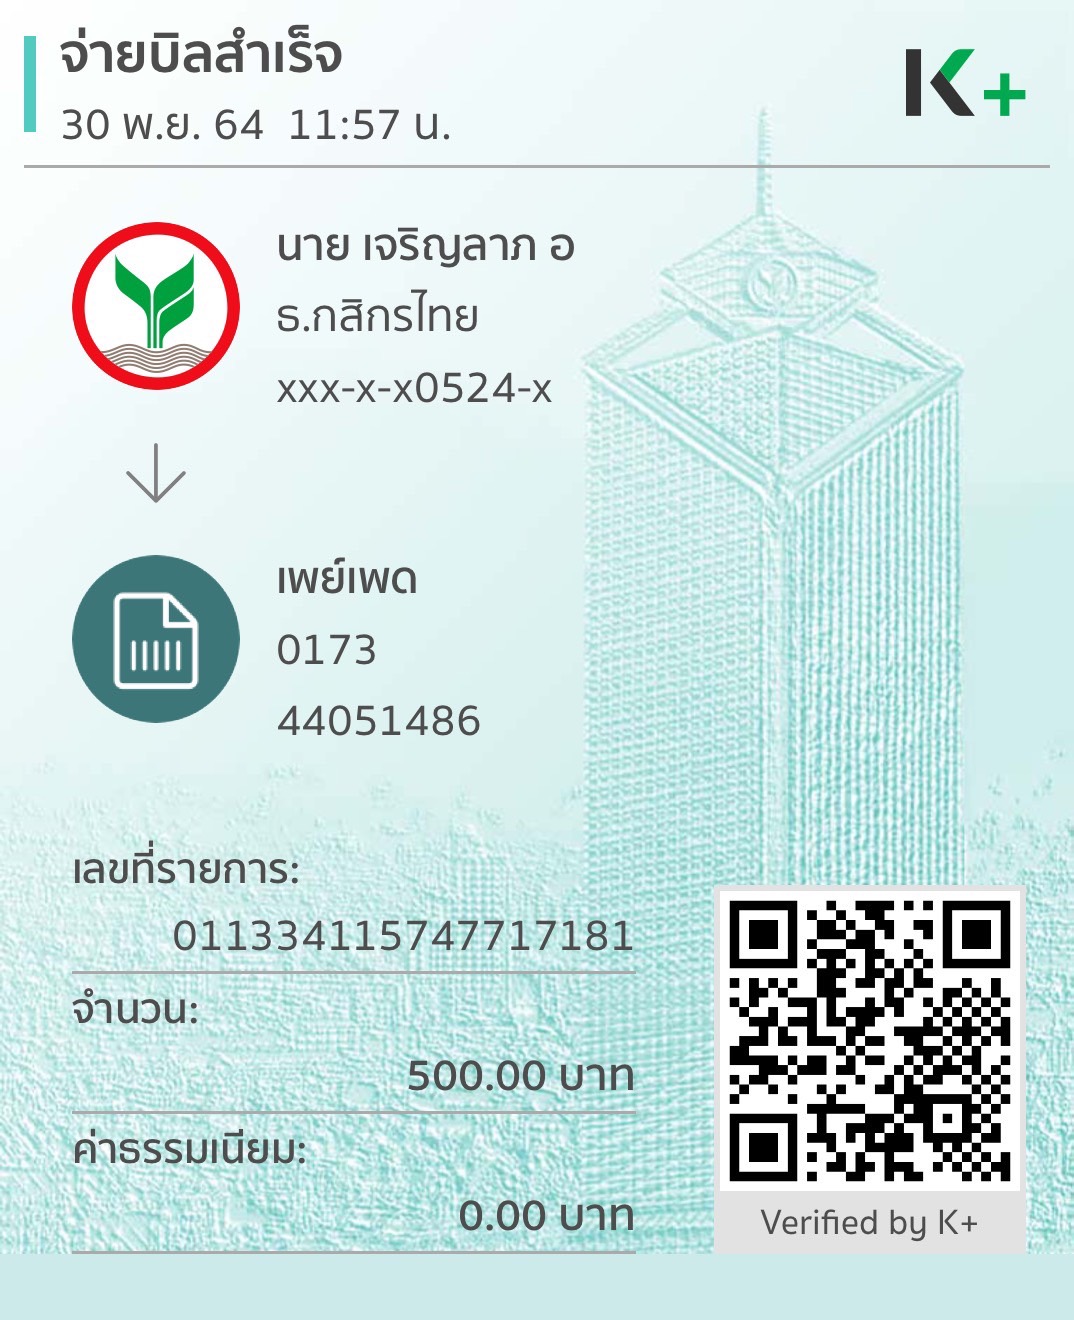 จ่ายบิลสำเร็จ
30 พ.ย. 64 11:57 น.
K+
นาย เจริญลาภ อ
ธ.กสิกรไทย
xxx-x-x0524-x
เพย์เพด
0173
44051486
เลขที่รายการ:
011334115747717181
จำนวน:
500.00 บาท
ค่าธรรมเนียม:
0.00 บาท
Verified by K+